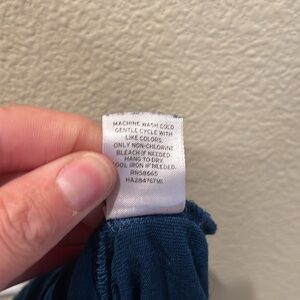 MACHINE WASH COLD
GENTLE CYCLE WITH
LIKE COLORS.
ONLY NON-CHLORINE
BLEACH IF NEEDED.
HANG TO DRY.
COOL IRON IF NEEDED.
RN58665
HAZ84767MI